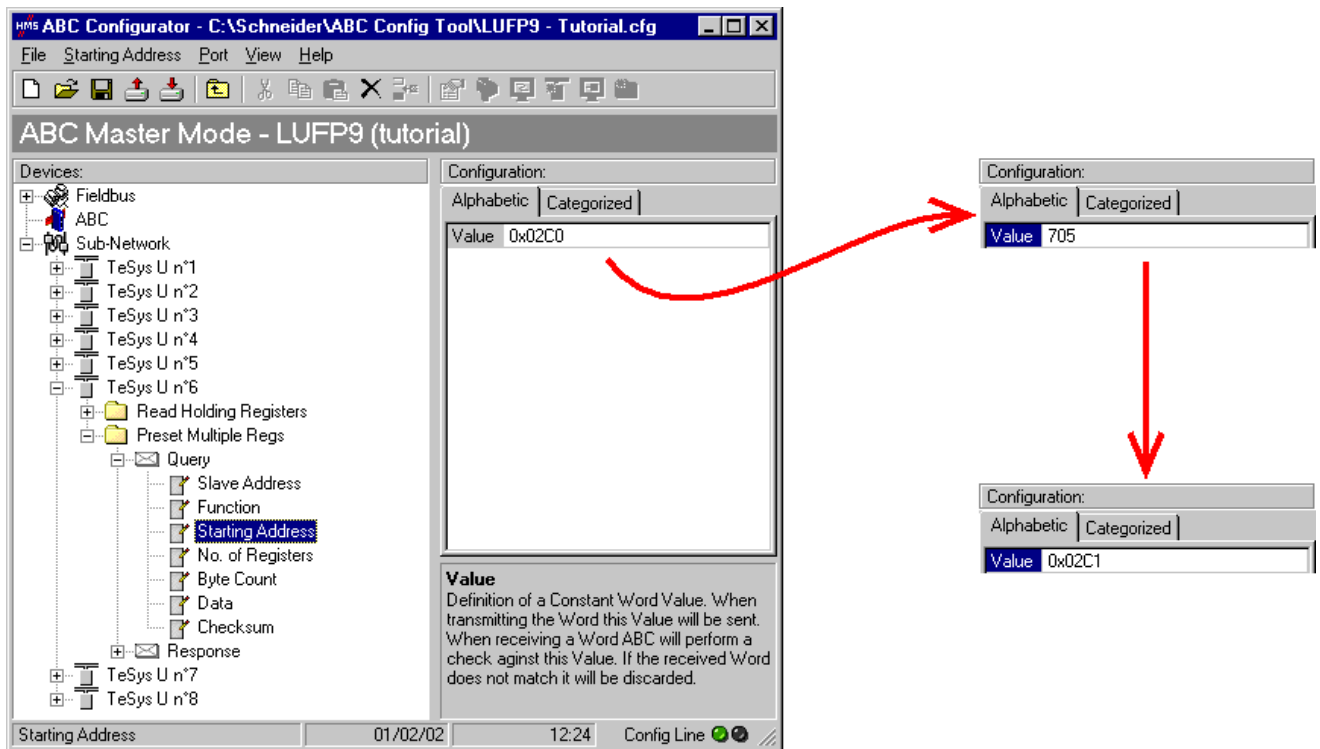 HMS ABC Configurator - C:\Schneider\ABC Config Tool\LUFP9 - Tutorial.cfg
File Starting Address Port View Help
ABC Master Mode - LUFP9 (tutorial)
Devices:
Fieldbus
ABC
Sub-Network
TeSys U n°1
TeSys U n°2
TeSys U n°3
TeSys U n°4
TeSys U n°5
TeSys U n°6
Read Holding Registers
Preset Multiple Regs
Query
Slave Address
Function
Starting Address
No. of Registers
Byte Count
Data
Checksum
Response
TeSys U n°7
TeSys U n°8
Configuration:
Alphabetic Categorized
Value 0x02C0
Value
Definition of a Constant Word Value. When
transmitting the Word this Value will be sent.
When receiving a Word ABC will perform a
check aginst this Value. If the received Word
does not match it will be discarded.
Starting Address 01/02/02 12:24 Config Line
Configuration:
Alphabetic Categorized
Value 705
Configuration:
Alphabetic Categorized
Value 0x02C1